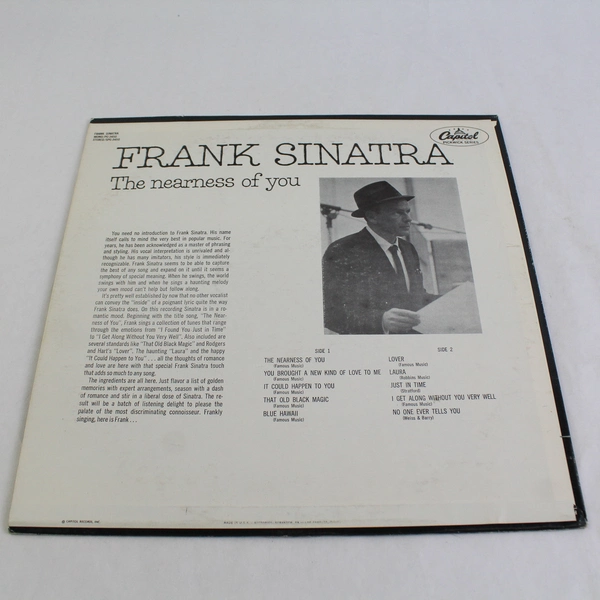 FRANK SINATRA
Capitol
PICKWICK SERIES
FRANK SINATRA
The nearness of you
You need no introduction to Frank Sinatra. His name
itself calls to mind the very best in popular music. For
years, he has been acknowledged as a master of phrasing
and styling. His vocal interpretation is unrivaled and al-
though he has many imitators, his style is immediately
recognizable. Frank Sinatra seems to be able to capture
the best of any song and expand on it until it seems a
symphony of special meaning. When he swings, the world
swings with him and when he sings a haunting melody
your own mood can't help but follow along.
It's pretty well established by now that no other vocalist
can convey the "inside" of a poignant lyric quite the way
Frank Sinatra does. On this recording Sinatra is in a ro-
mantic mood. Beginning with the title song, "The Near-
ness of You", Frank sings a collection of tunes that range
through the emotions from "I Found You Just in Time"
to "I Get Along Without You Very Well". Also included are
several standards like "That Old Black Magic" and Rodgers
and Hart's "Lover". The haunting "Laura" and the happy
"It Could Happen to You" . . . all the thoughts of romance
and love are here with that special Frank Sinatra touch
that adds so much to any song.
The ingredients are all here. Just flavor a list of golden
memories with expert arrangements, season with a dash
of romance and stir in a liberal dose of Sinatra. The re-
sult will be a batch of listening delight to please the
palate of the most discriminating connoisseur. Frankly
singing, here is Frank . . .
SIDE 1
THE NEARNESS OF YOU
(Famous Music)
YOU BROUGHT A NEW KIND OF LOVE TO ME
(Famous Music)
IT COULD HAPPEN TO YOU
(Famous Music)
THAT OLD BLACK MAGIC
(Famous Music)
BLUE HAWAII
(Famous Music)
SIDE 2
LOVER
(Famous Music)
LAURA
(Robbins Music)
JUST IN TIME
(Stratford)
I GET ALONG WITHOUT YOU VERY WELL
(Famous Music)
NO ONE EVER TELLS YOU
(Weiss & Barry)
© CAPITOL RECORDS, INC.